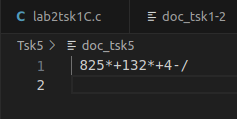 lab2tsk1C.c doc_tsk1-2
Tsk5 > doc_tsk5
1 825*+132*+4-/
2